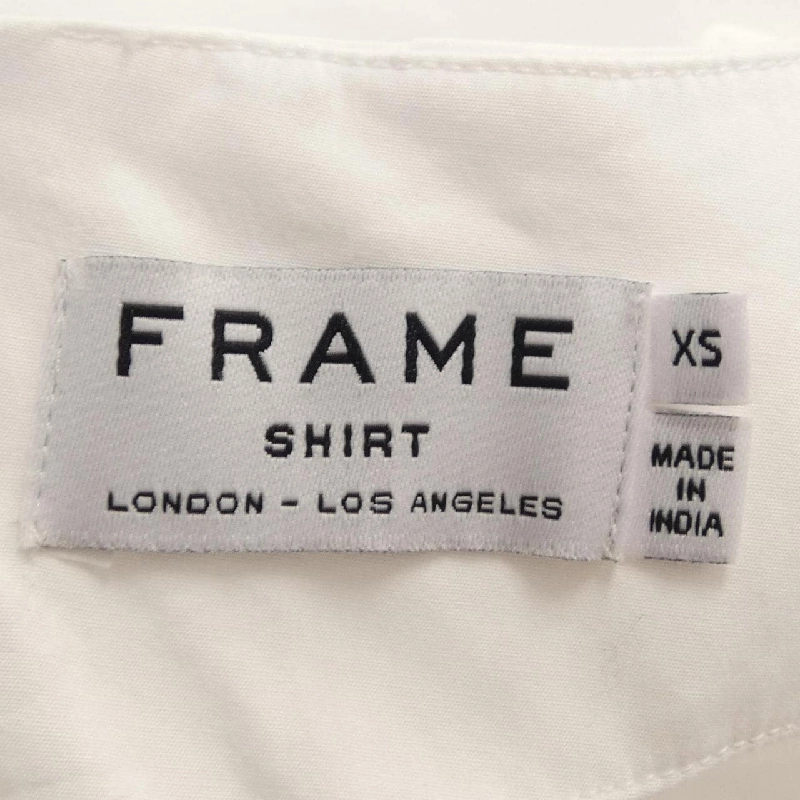 FRAME
SHIRT
LONDON - LOS ANGELES
XS
MADE
IN
INDIA